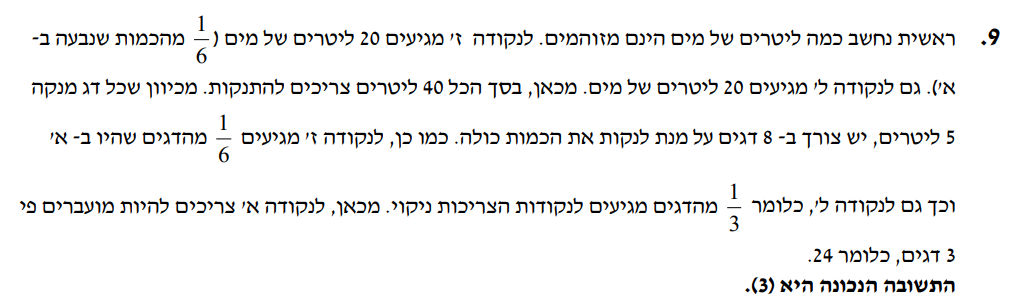 9. ראשית נחשב כמה ליטרים של מים הינם מזוהמים. לנקודה ז' מגיעים 20 ליטרים של מים (1/6 מהכמות שנבעה ב-
א'). גם לנקודה ל' מגיעים 20 ליטרים של מים. מכאן, בסך הכל 40 ליטרים צריכים להתנקות. מכיוון שכל דג מנקה
5 ליטרים, יש צורך ב- 8 דגים על מנת לנקות את הכמות כולה. כמו כן, לנקודה ז' מגיעים 1/6 מהדגים שהיו ב- א'
וכך גם לנקודה ל', כלומר 1/3 מהדגים מגיעים לנקודות הצריכות ניקוי. מכאן, לנקודה א' צריכים להיות מועברים פי
3 דגים, כלומר 24.
התשובה הנכונה היא (3).